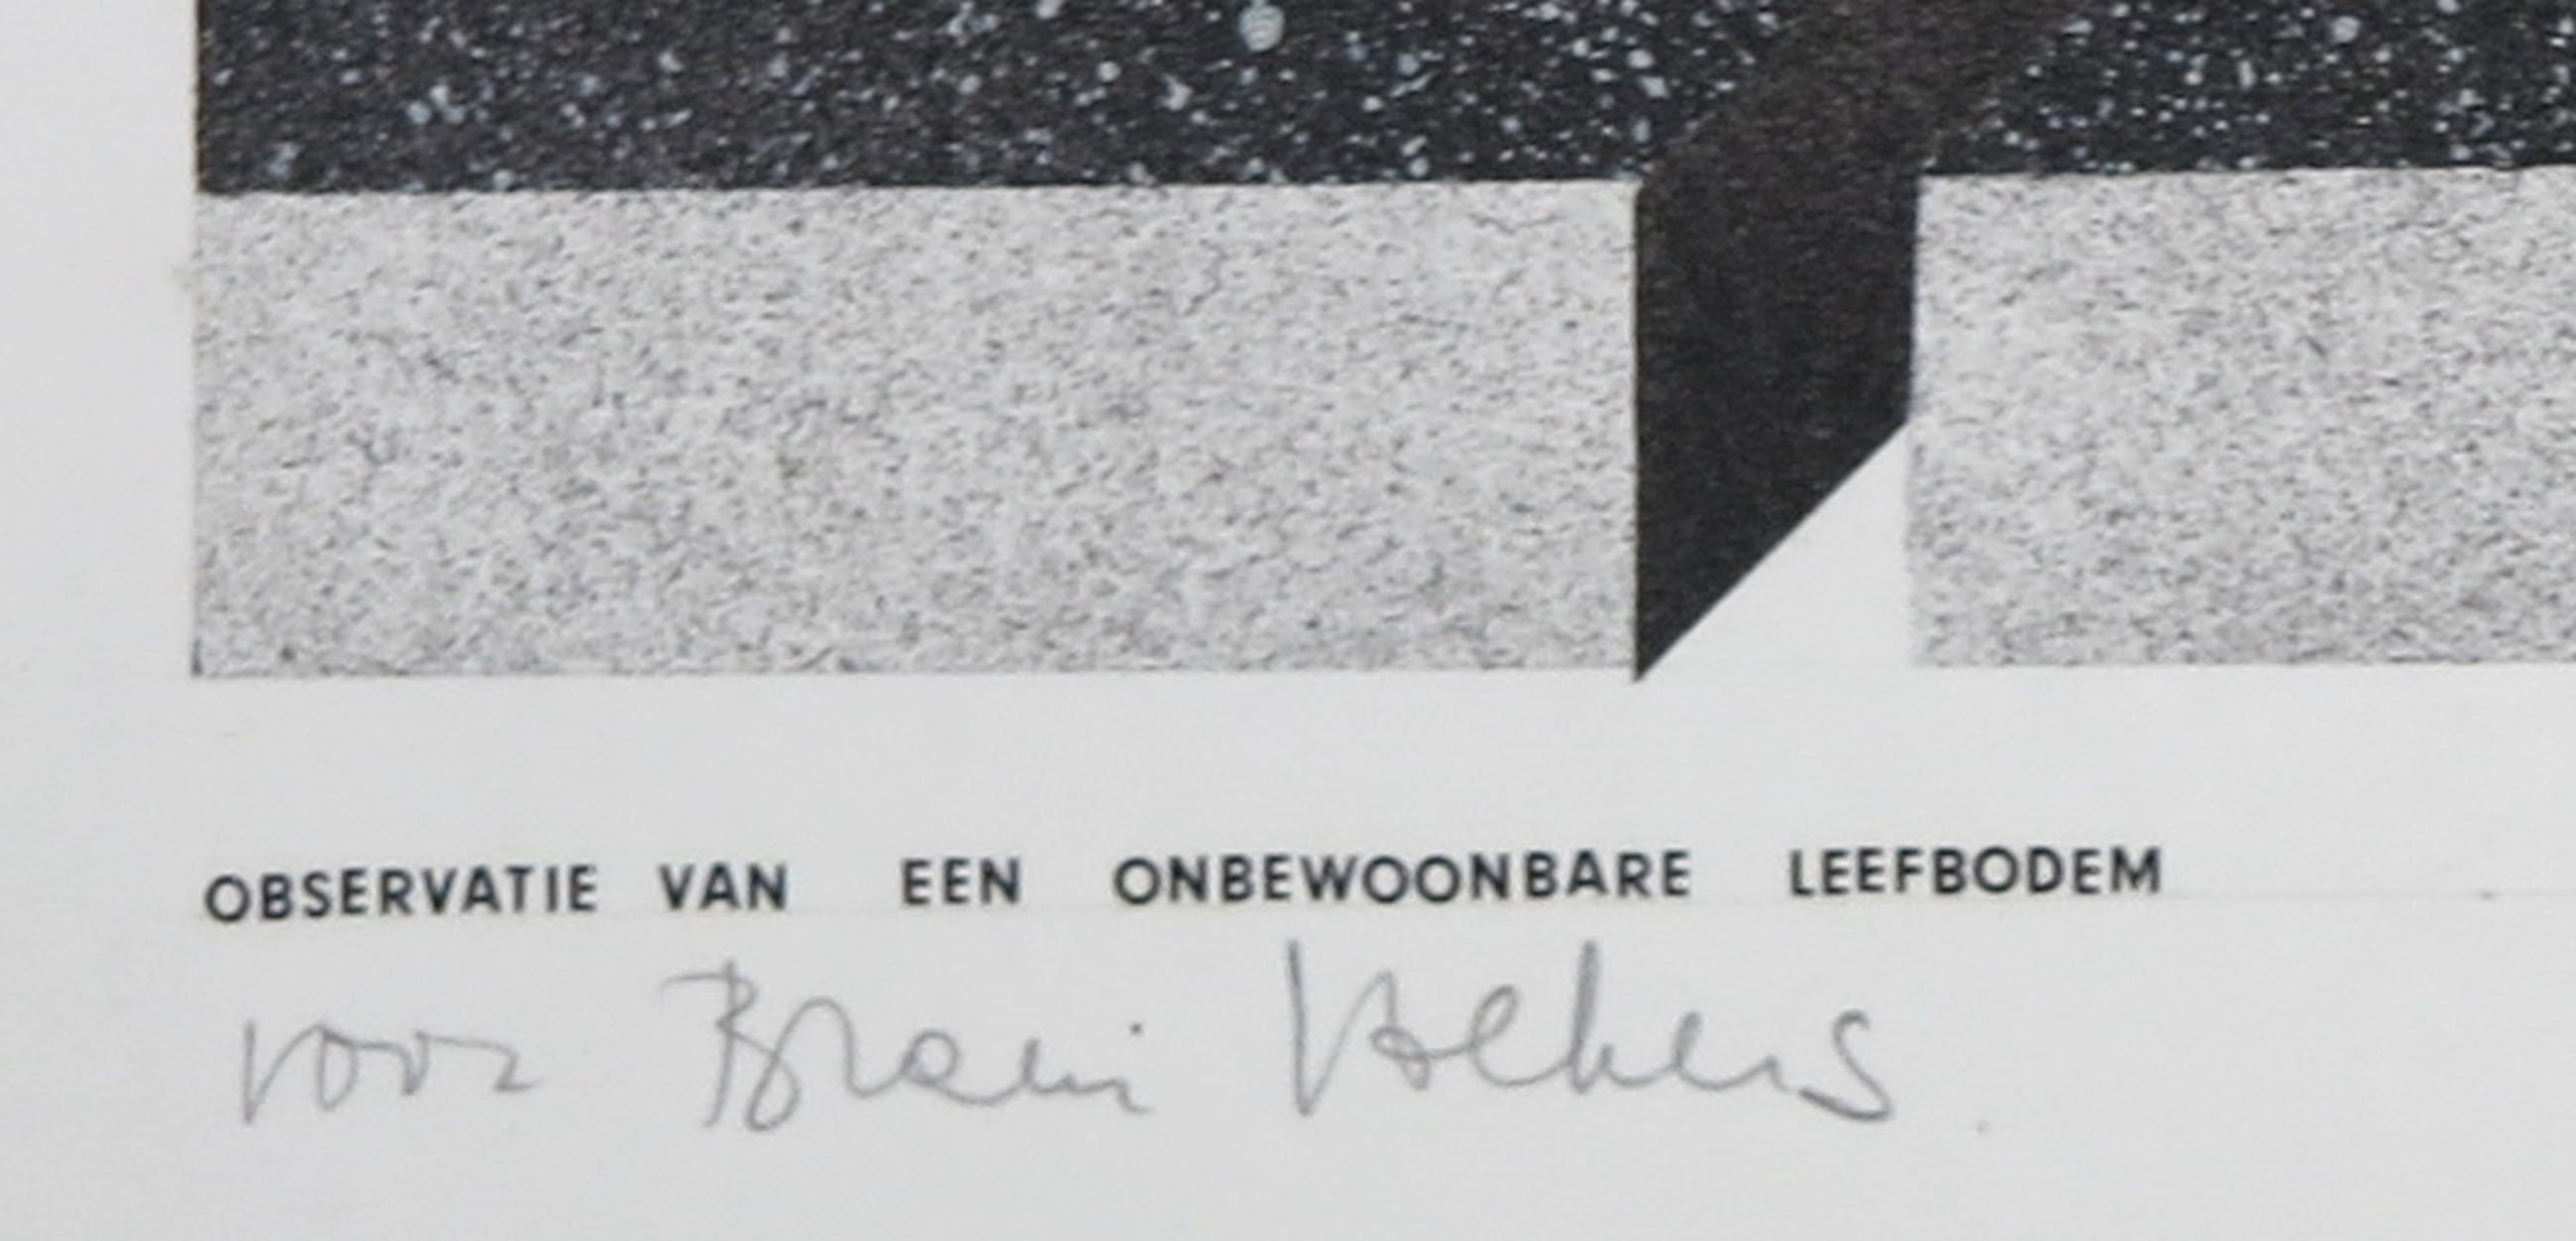 OBSERVATIE VAN EEN ONBEWOONBARE LEEFBODEM
voor